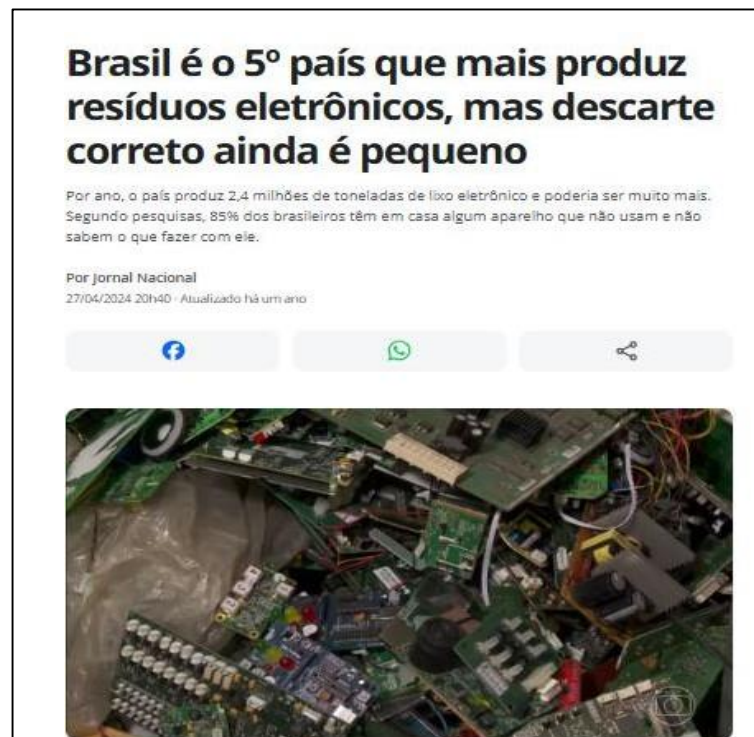 Brasil é o 5º país que mais produz
resíduos eletrônicos, mas descarte
correto ainda é pequeno
Por ano, o país produz 2,4 milhões de toneladas de lixo eletrônico e poderia ser muito mais.
Segundo pesquisas, 85% dos brasileiros têm em casa algum aparelho que não usam e não
sabem o que fazer com ele.
Por Jornal Nacional
27/04/2024 20h40 · Atualizado há um ano